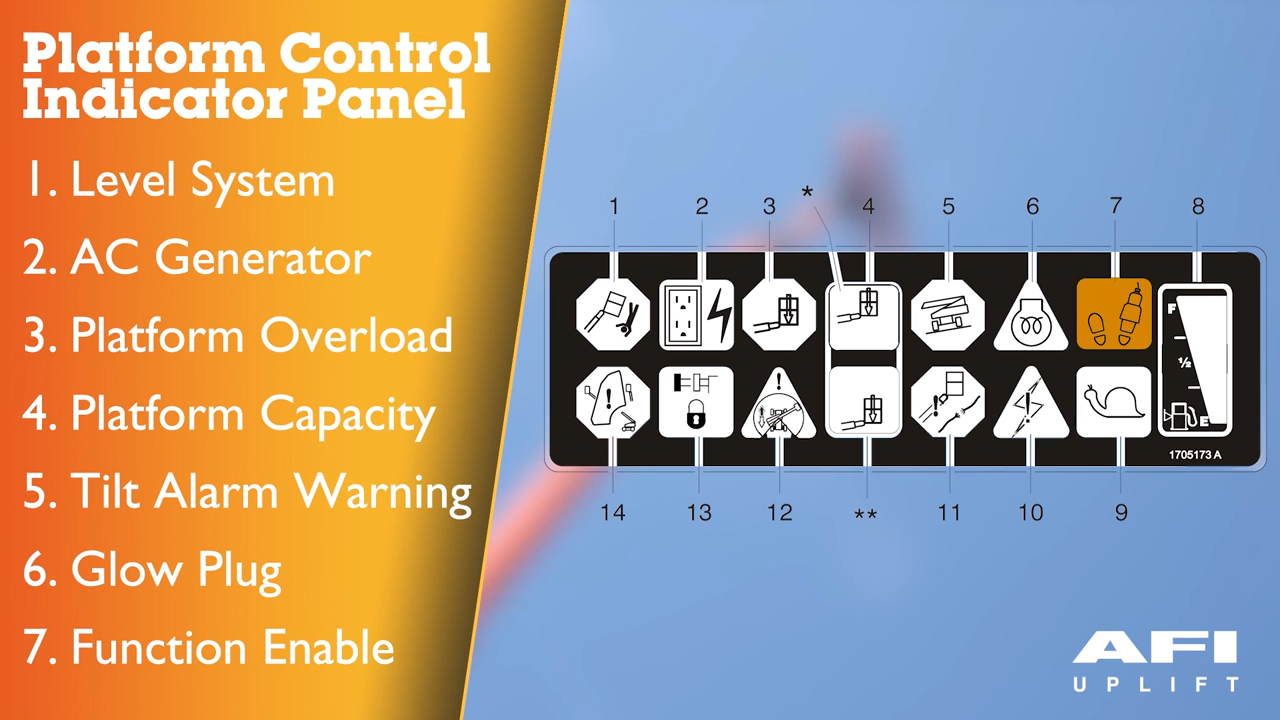 Platform Control
Indicator Panel
1. Level System
2. AC Generator
3. Platform Overload
4. Platform Capacity
5. Tilt Alarm Warning
6. Glow Plug
7. Function Enable
1 2 3 * 4 5 6 7 8
F
½
E
1705173 A
14 13 12 ** 11 10 9
AFI
UPLIFT